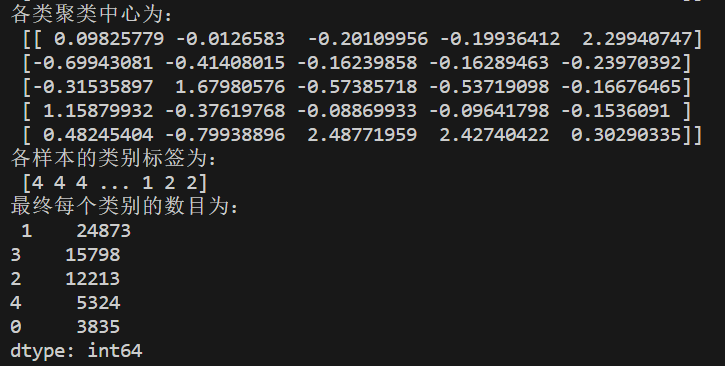 各类聚类中心为：
[[ 0.09825779 -0.0126583  -0.20109956 -0.19936412  2.29940747]
[-0.69943081 -0.41408015 -0.16239858 -0.16289463 -0.23970392]
[-0.31535897  1.67980576 -0.57385718 -0.53719098 -0.16676465]
[ 1.15879932 -0.37619768 -0.08869933 -0.09641798 -0.1536091 ]
[ 0.48245404 -0.79938896  2.48771959  2.42740422  0.30290335]]
各样本的类别标签为：
[4 4 4 ... 1 2 2]
最终每个类别的数目为：
1    24873
3    15798
2    12213
4     5324
0     3835
dtype: int64